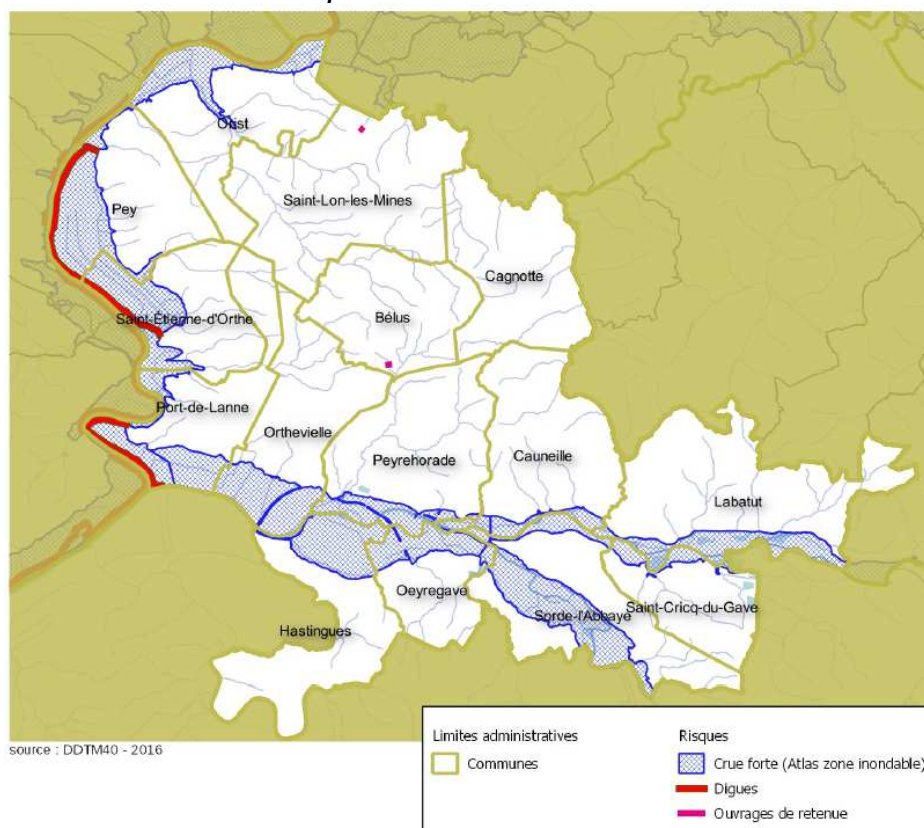 Orist
Saint-Lon-les-Mines
Pey
Cagnotte
Saint-Étienne-d'Orthe
Bélus
Port-de-Lanne
Orthevielle
Peyrehorade
Cauneille
Labatut
Oeyregave
Sorde-l'Abbaye
Saint-Cricq-du-Gave
Hastingues
source : DDTM40 - 2016
Limites administratives
Communes
Risques
Crue forte (Atlas zone inondable)
Digues
Ouvrages de retenue